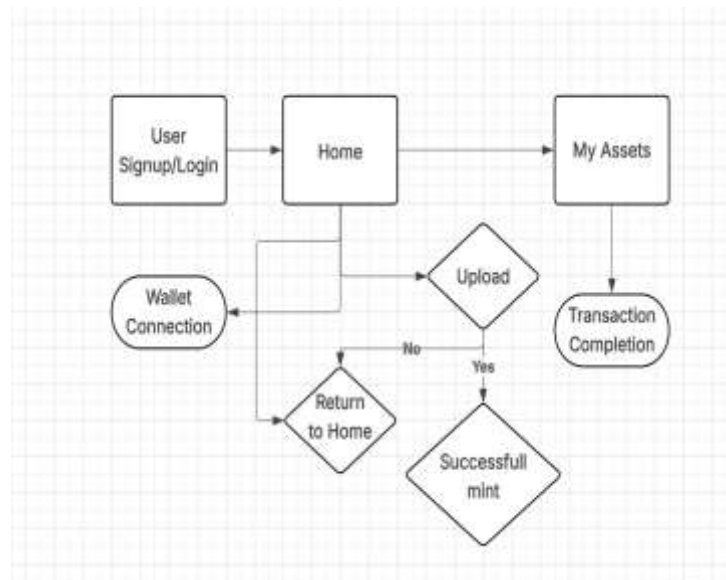 User
Signup/Login
Home
My Assets
Upload
Wallet
Connection
Transaction
Completion
No
Yes
Return
to Home
Successfull
mint